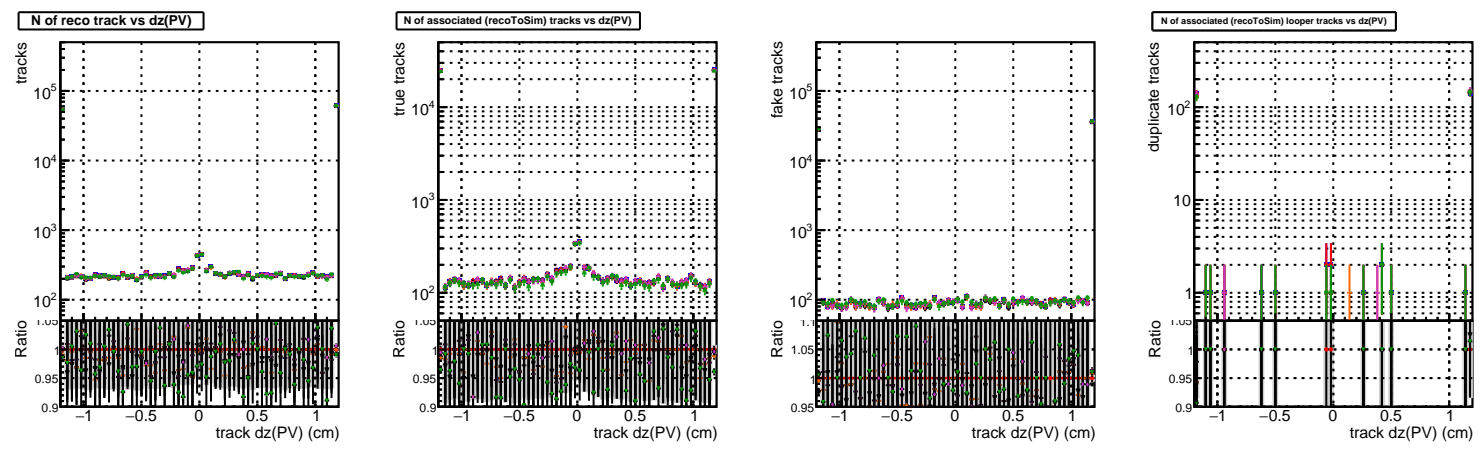 N of reco track vs dz(PV)
tracks
10^5
10^4
10^3
10^2
Ratio
1.05
1
0.95
0.9
−1 −0.5 0 0.5 1
track dz(PV) (cm)
N of associated (recoToSim) tracks vs dz(PV)
true tracks
10^4
10^3
10^2
Ratio
1.05
1
0.95
0.9
−1 −0.5 0 0.5 1
track dz(PV) (cm)
fake tracks
10^5
10^4
10^3
10^2
Ratio
1.1
1.05
1
0.95
−1 −0.5 0 0.5 1
track dz(PV) (cm)
N of associated (recoToSim) looper tracks vs dz(PV)
duplicate tracks
10^2
10
1
Ratio
1.05
1
0.95
0.9
−1 −0.5 0 0.5 1
track dz(PV) (cm)